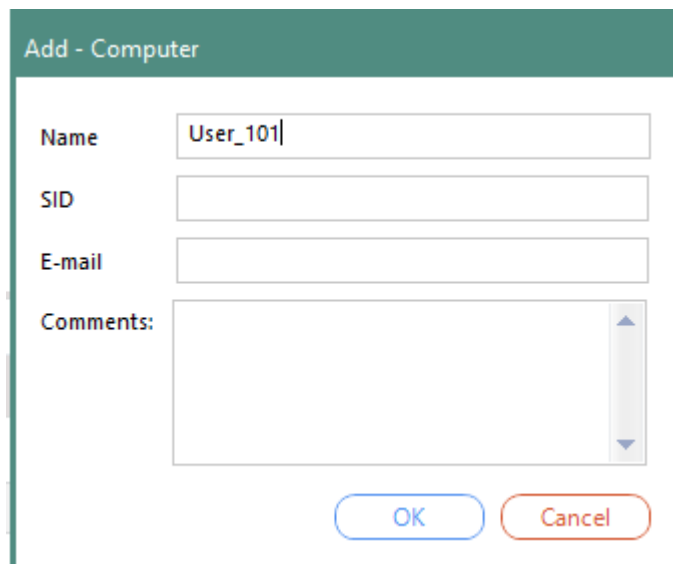 Add - Computer
Name User_101
SID
E-mail
Comments:
OK Cancel